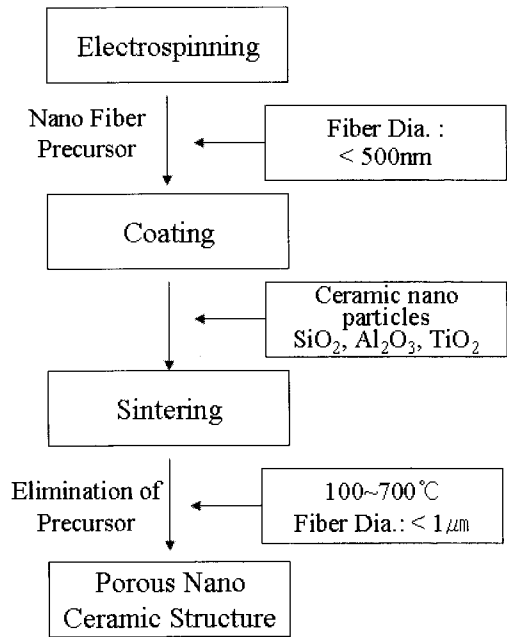 Electrospinning
Nano Fiber
Precursor
Fiber Dia. :
< 500nm
Coating
Ceramic nano
particles
SiO₂, Al₂O₃, TiO₂
Sintering
Elimination of
Precursor
100~700℃
Fiber Dia.: < 1㎛
Porous Nano
Ceramic Structure